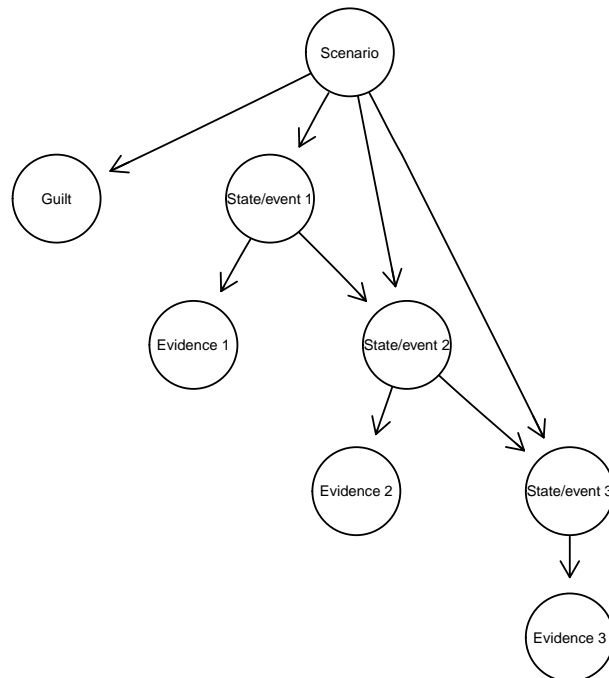 Scenario
Guilt
State/event 1
Evidence 1
State/event 2
Evidence 2
State/event 3
Evidence 3